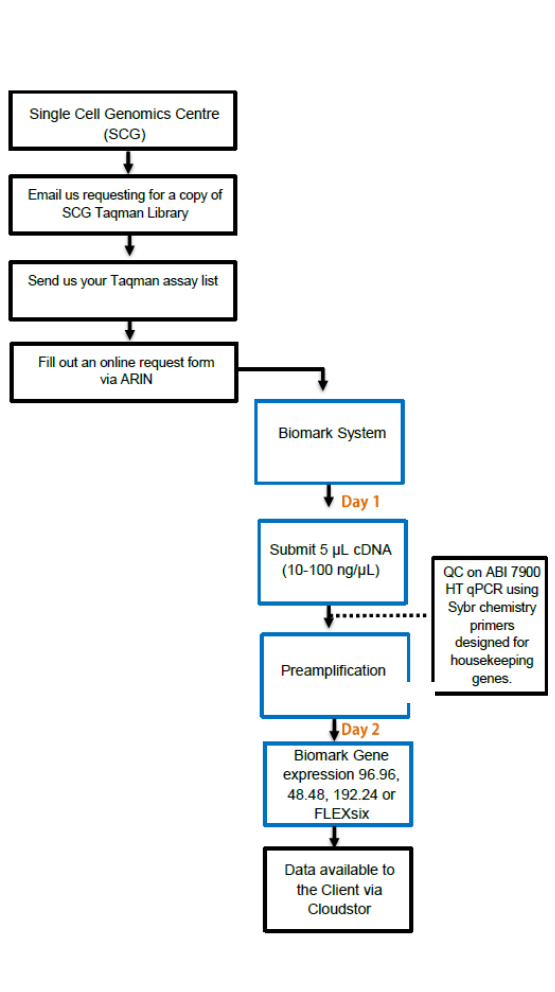 Single Cell Genomics Centre
(SCG)
Email us requesting for a copy of
SCG Taqman Library
Send us your Taqman assay list
Fill out an online request form
via ARIN
Biomark System
Day 1
Submit 5 µL cDNA
(10-100 ng/µL)
QC on ABI 7900
HT qPCR using
Sybr chemistry
primers
designed for
housekeeping
genes.
Preamplification
Day 2
Biomark Gene
expression 96.96,
48.48, 192.24 or
FLEXsix
Data available to
the Client via
Cloudstor